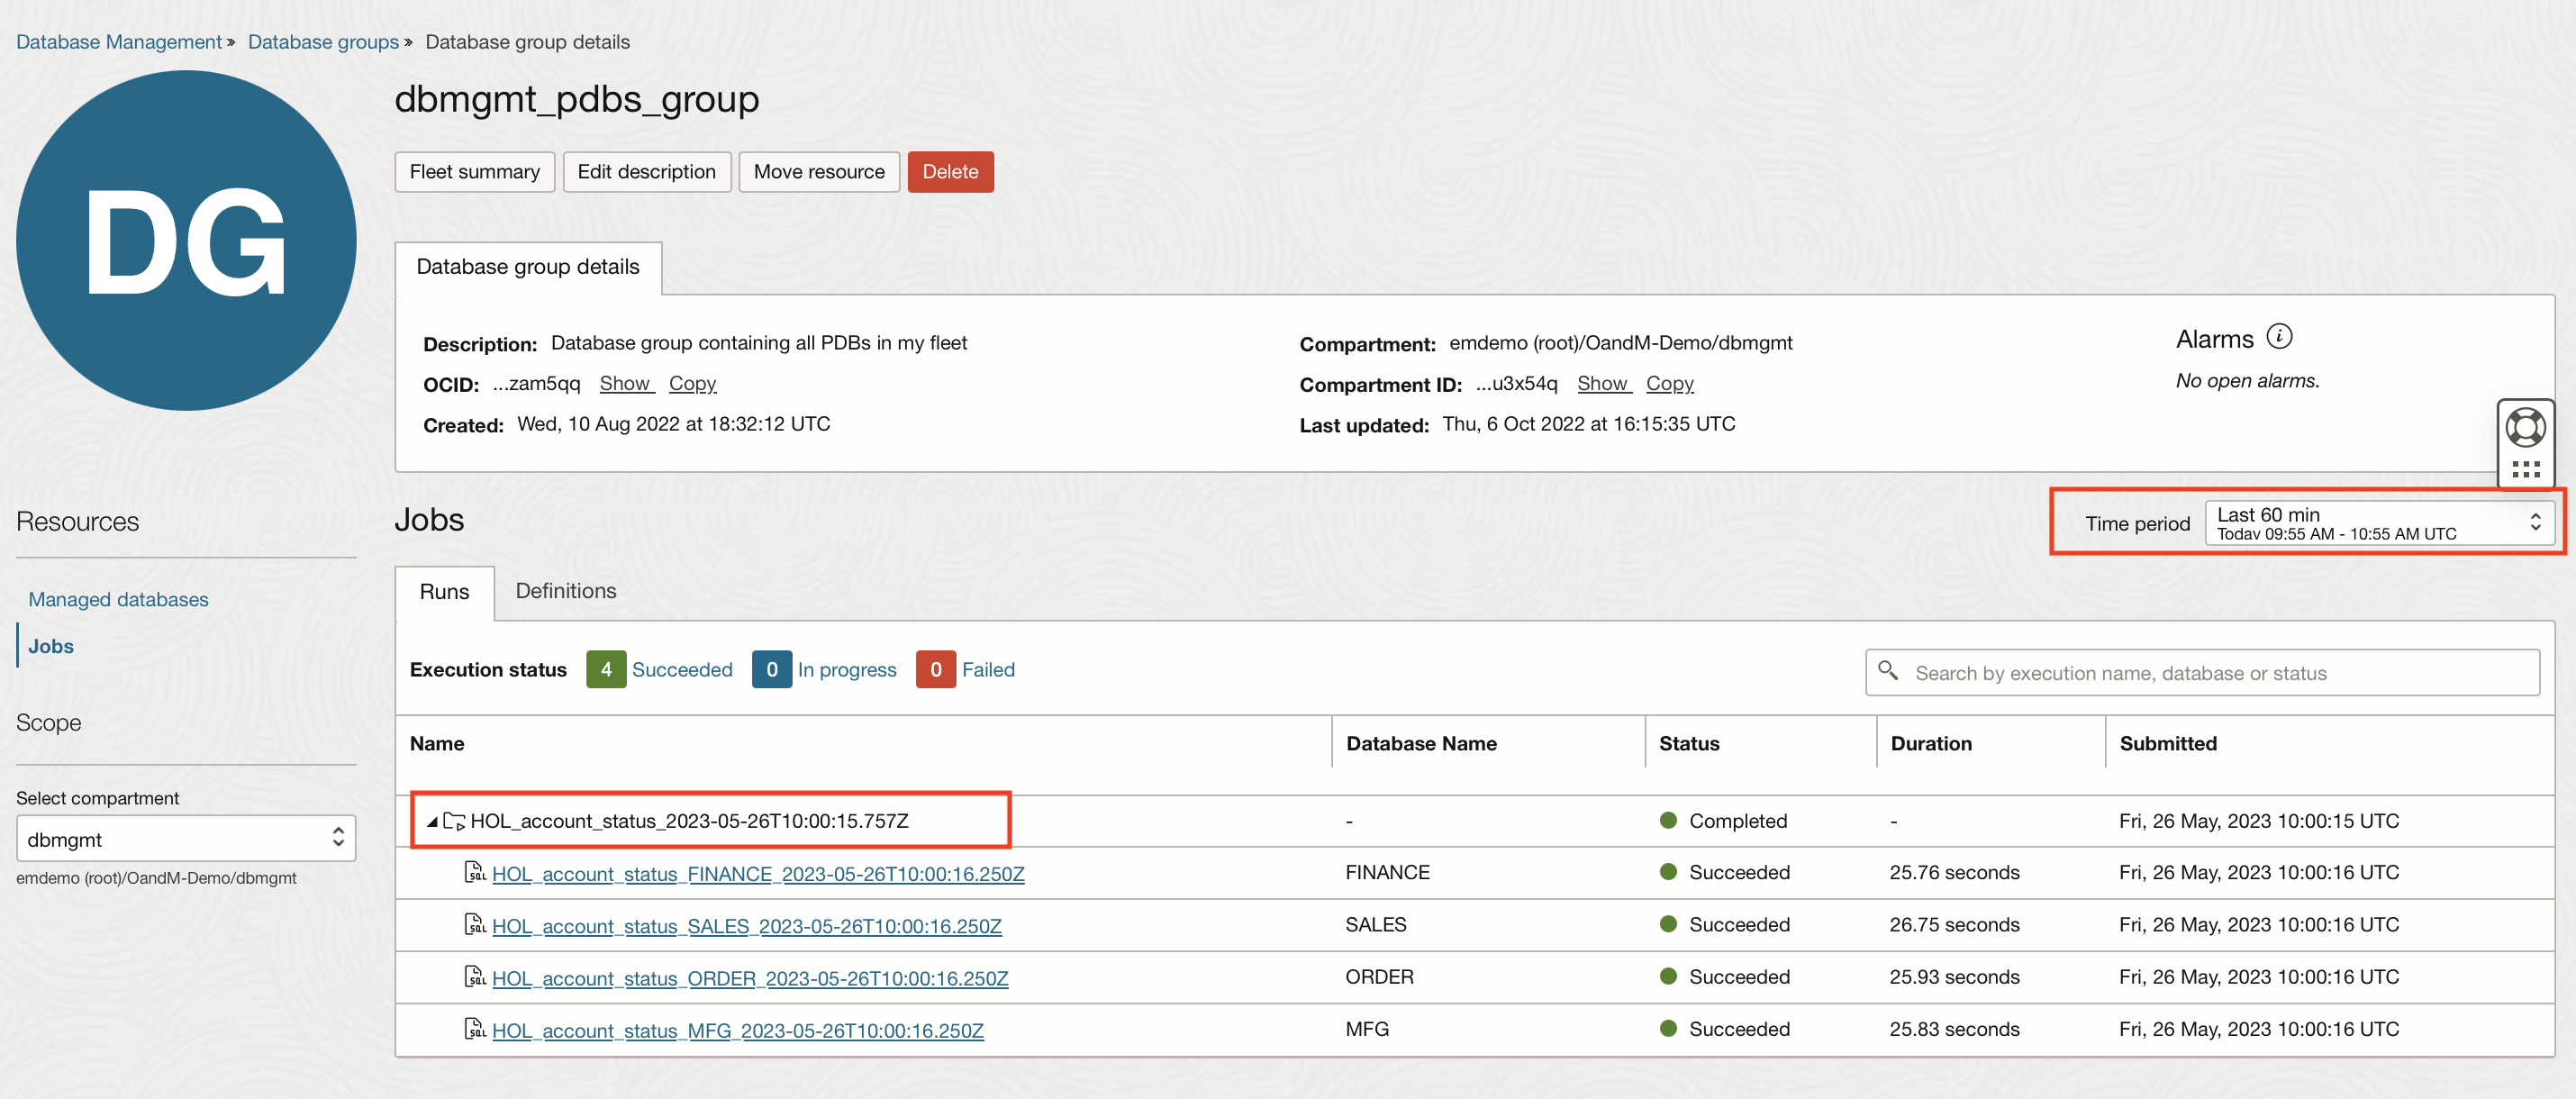 Database Management » Database groups » Database group details
DG
dbmgmt_pdbs_group
Fleet summary Edit description Move resource Delete
Database group details
Description: Database group containing all PDBs in my fleet
OCID: ...zam5qq Show Copy
Created: Wed, 10 Aug 2022 at 18:32:12 UTC
Compartment: emdemo (root)/OandM-Demo/dbmgmt
Compartment ID: ...u3x54q Show Copy
Last updated: Thu, 6 Oct 2022 at 16:15:35 UTC
Alarms i
No open alarms.
Resources
Managed databases
Jobs
Scope
Select compartment
dbmgmt
emdemo (root)/OandM-Demo/dbmgmt
Jobs
Time period Last 60 min
Today 09:55 AM - 10:55 AM UTC
Runs Definitions
Execution status 4 Succeeded 0 In progress 0 Failed
Search by execution name, database or status
Name Database Name Status Duration Submitted
HOL_account_status_2023-05-26T10:00:15.757Z - Completed - Fri, 26 May, 2023 10:00:15 UTC
SQL HOL_account_status_FINANCE_2023-05-26T10:00:16.250Z FINANCE Succeeded 25.76 seconds Fri, 26 May, 2023 10:00:16 UTC
SQL HOL_account_status_SALES_2023-05-26T10:00:16.250Z SALES Succeeded 26.75 seconds Fri, 26 May, 2023 10:00:16 UTC
SQL HOL_account_status_ORDER_2023-05-26T10:00:16.250Z ORDER Succeeded 25.93 seconds Fri, 26 May, 2023 10:00:16 UTC
SQL HOL_account_status_MFG_2023-05-26T10:00:16.250Z MFG Succeeded 25.83 seconds Fri, 26 May, 2023 10:00:16 UTC